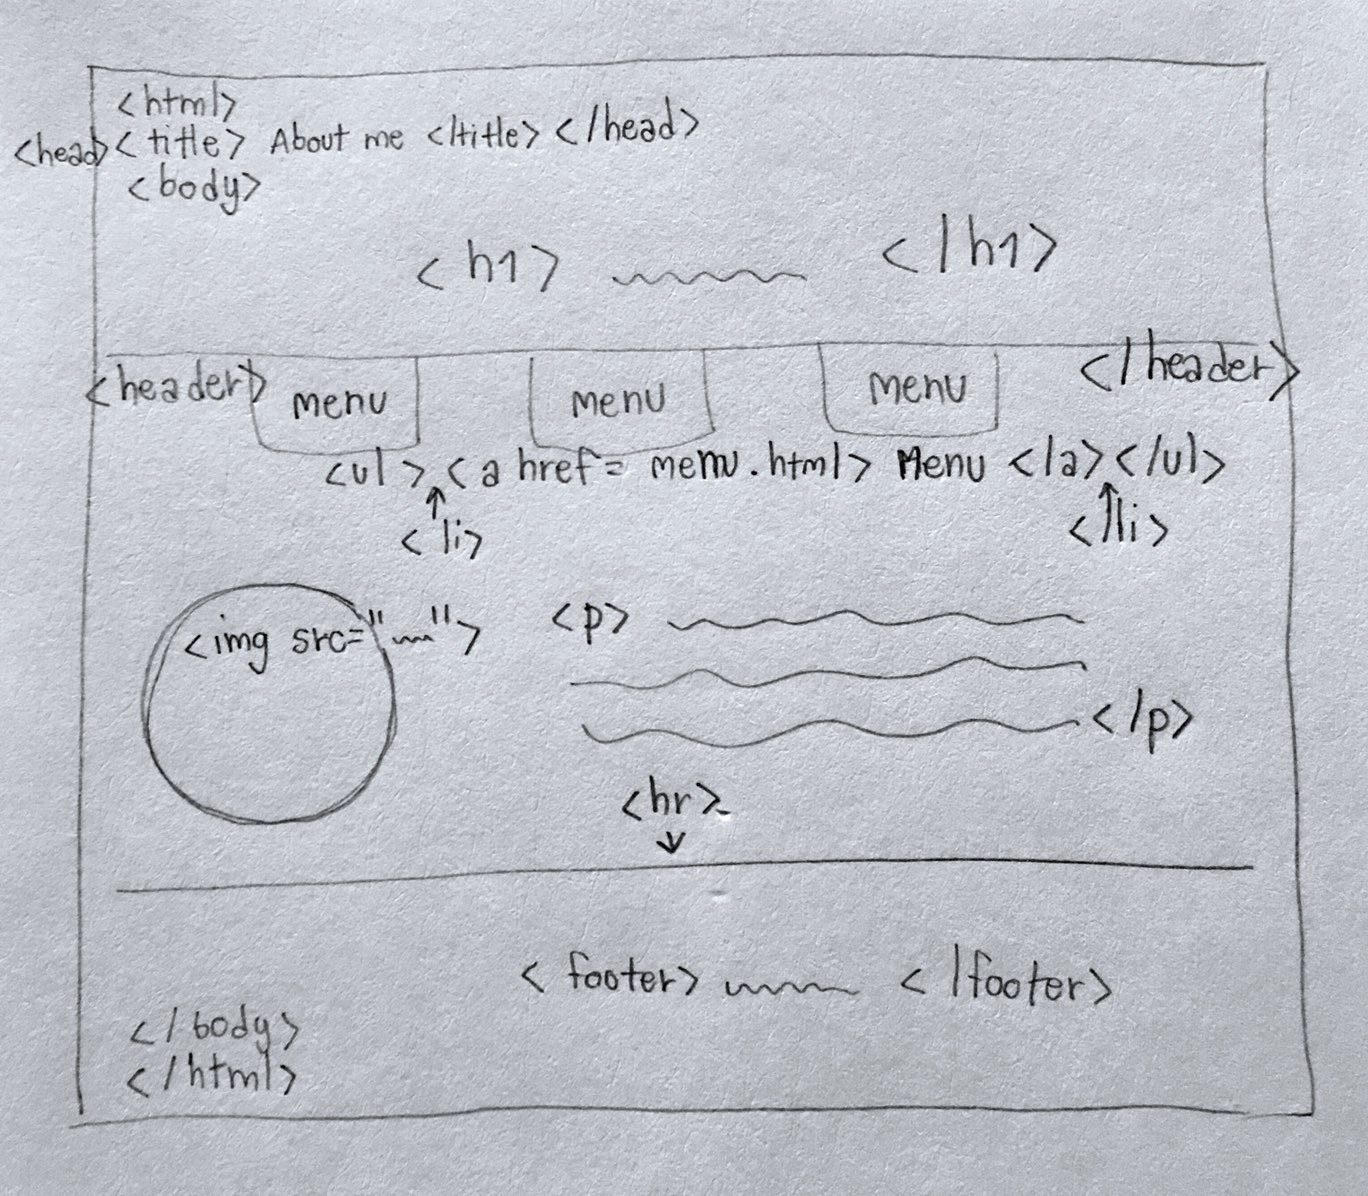 <html>
<head><title> About me </title></head>
<body>
<h1> </h1>
<header> menu menu menu </header>
<ul><a href= menu.html> Menu </a></ul>
<li> </li>
<img src=" "> <p>
</p>
<hr>
<footer> </footer>
</body>
</html>